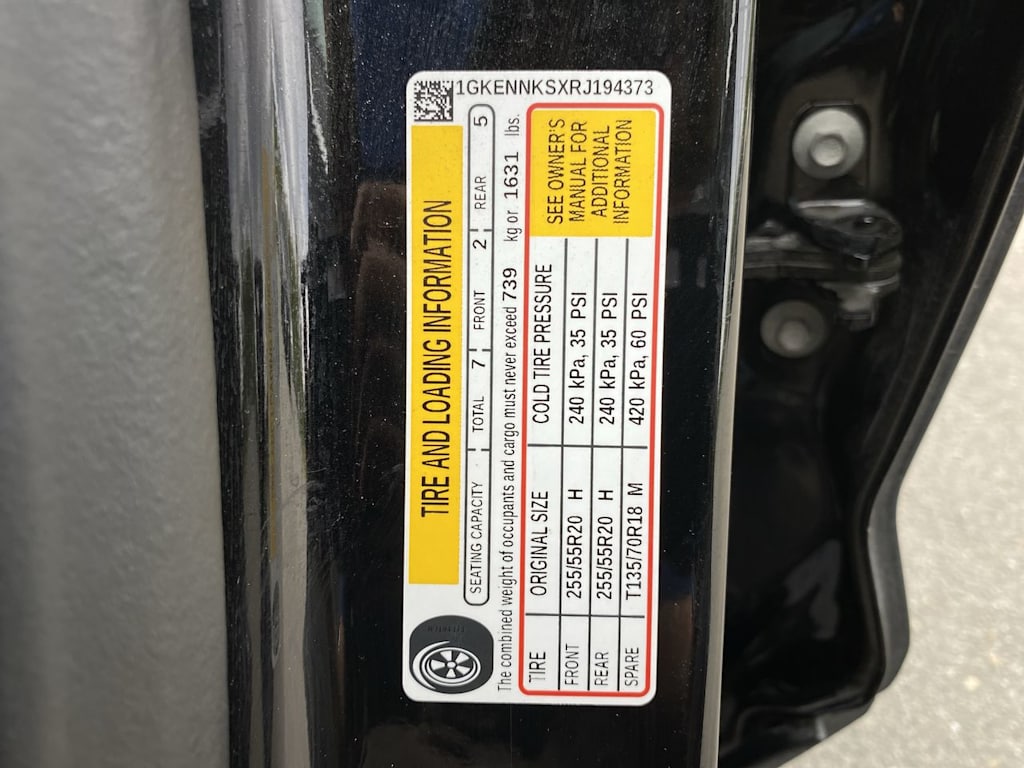 1GKENNKSXRJ194373
TIRE AND LOADING INFORMATION
SEATING CAPACITY TOTAL 7 FRONT 2 REAR 5
The combined weight of occupants and cargo must never exceed 739 kg or 1631 lbs.
TIRE ORIGINAL SIZE COLD TIRE PRESSURE
FRONT 255/55R20 H 240 kPa, 35 PSI
REAR 255/55R20 H 240 kPa, 35 PSI
SPARE T135/70R18 M 420 kPa, 60 PSI
SEE OWNER'S
MANUAL FOR
ADDITIONAL
INFORMATION